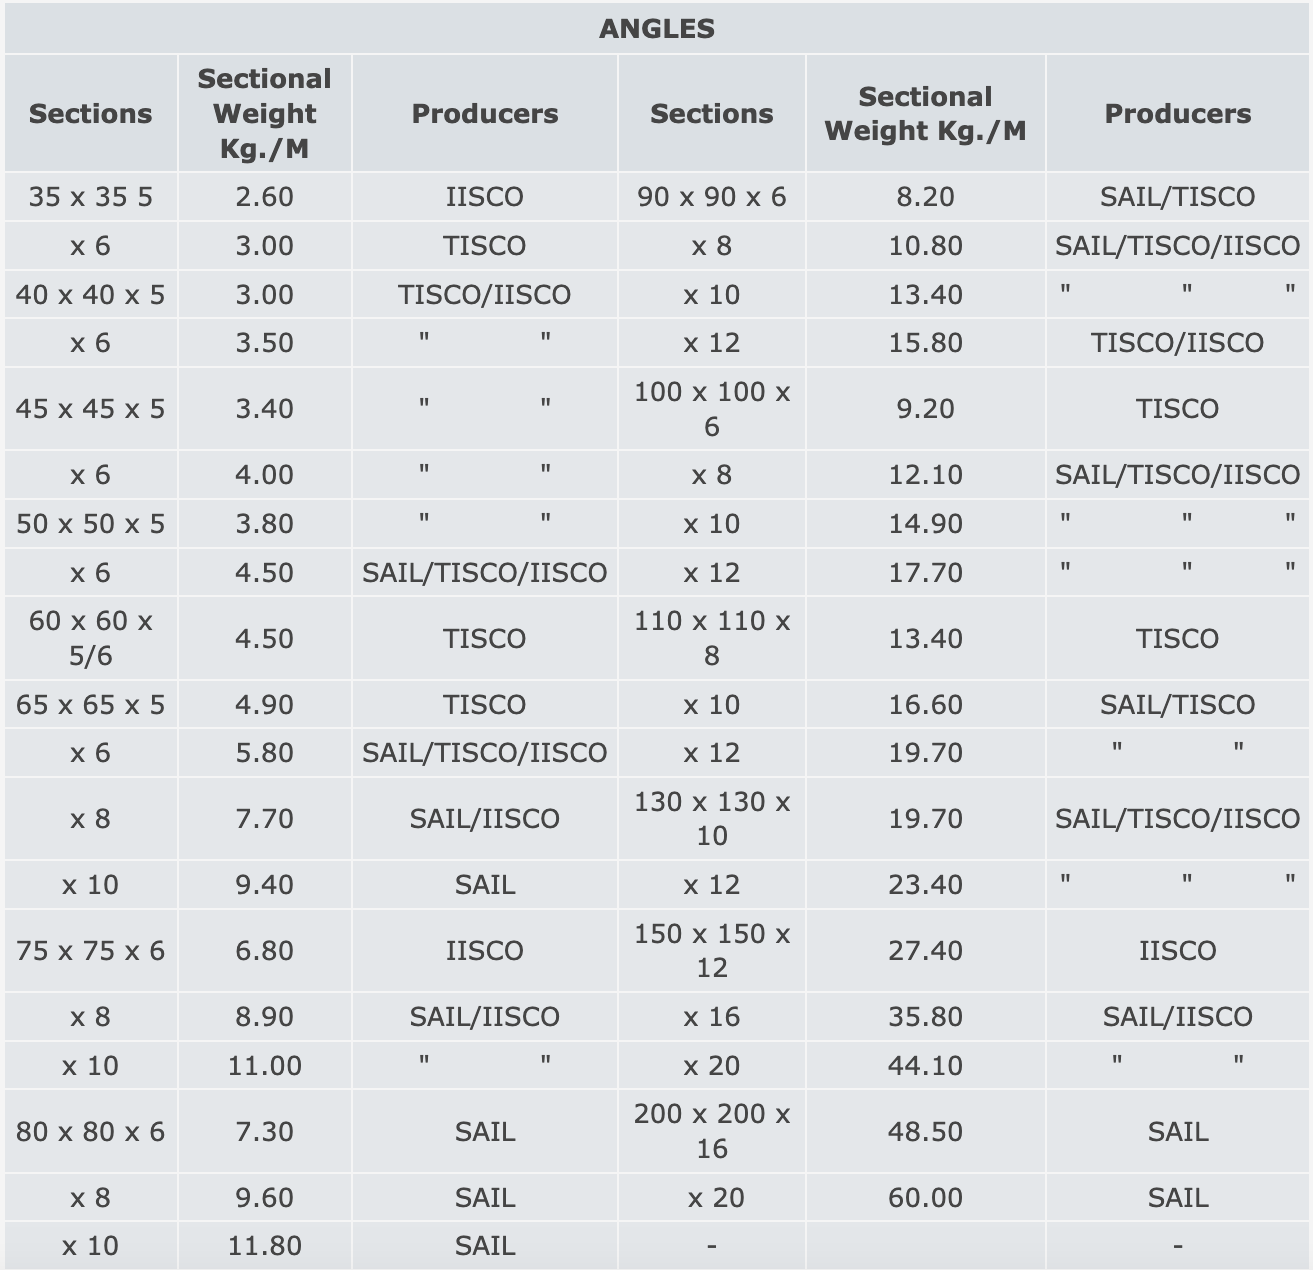 ANGLES
Sections Sectional Weight Kg./M Producers Sections Sectional Weight Kg./M Producers
35 x 35 5 2.60 IISCO 90 x 90 x 6 8.20 SAIL/TISCO
x 6 3.00 TISCO x 8 10.80 SAIL/TISCO/IISCO
40 x 40 x 5 3.00 TISCO/IISCO x 10 13.40 " " "
x 6 3.50 " " x 12 15.80 TISCO/IISCO
45 x 45 x 5 3.40 " " 100 x 100 x 6 9.20 TISCO
x 6 4.00 " " x 8 12.10 SAIL/TISCO/IISCO
50 x 50 x 5 3.80 " " x 10 14.90 " " "
x 6 4.50 SAIL/TISCO/IISCO x 12 17.70 " " "
60 x 60 x 5/6 4.50 TISCO 110 x 110 x 8 13.40 TISCO
65 x 65 x 5 4.90 TISCO x 10 16.60 SAIL/TISCO
x 6 5.80 SAIL/TISCO/IISCO x 12 19.70 " "
x 8 7.70 SAIL/IISCO 130 x 130 x 10 19.70 SAIL/TISCO/IISCO
x 10 9.40 SAIL x 12 23.40 " " "
75 x 75 x 6 6.80 IISCO 150 x 150 x 12 27.40 IISCO
x 8 8.90 SAIL/IISCO x 16 35.80 SAIL/IISCO
x 10 11.00 " " x 20 44.10 " "
80 x 80 x 6 7.30 SAIL 200 x 200 x 16 48.50 SAIL
x 8 9.60 SAIL x 20 60.00 SAIL
x 10 11.80 SAIL - -